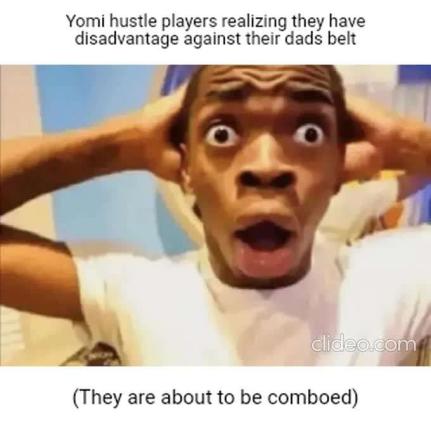 Yomi hustle players realizing they have
disadvantage against their dads belt
clideo.com
(They are about to be comboed)